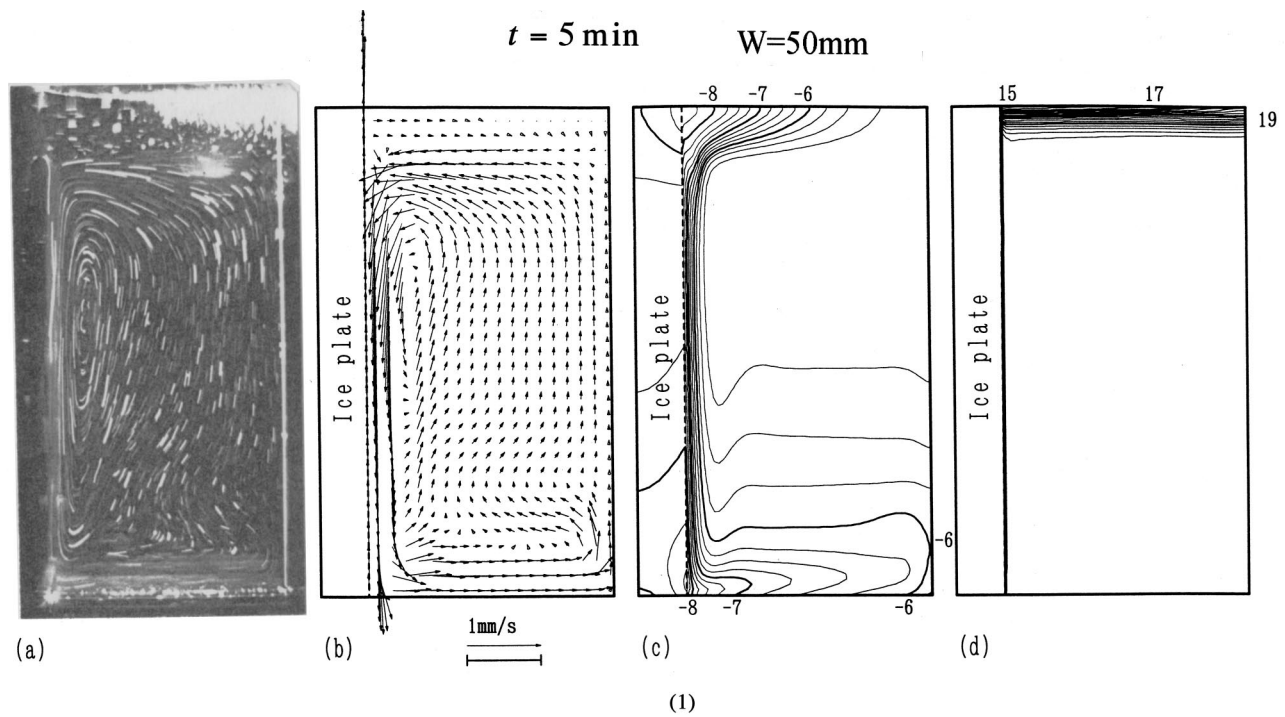 t = 5 min W=50mm
-8 -7 -6 15 17
19
Ice plate Ice plate Ice plate
-6
-8 -7 -6
1mm/s
(a) (b) (c) (d)
(1)